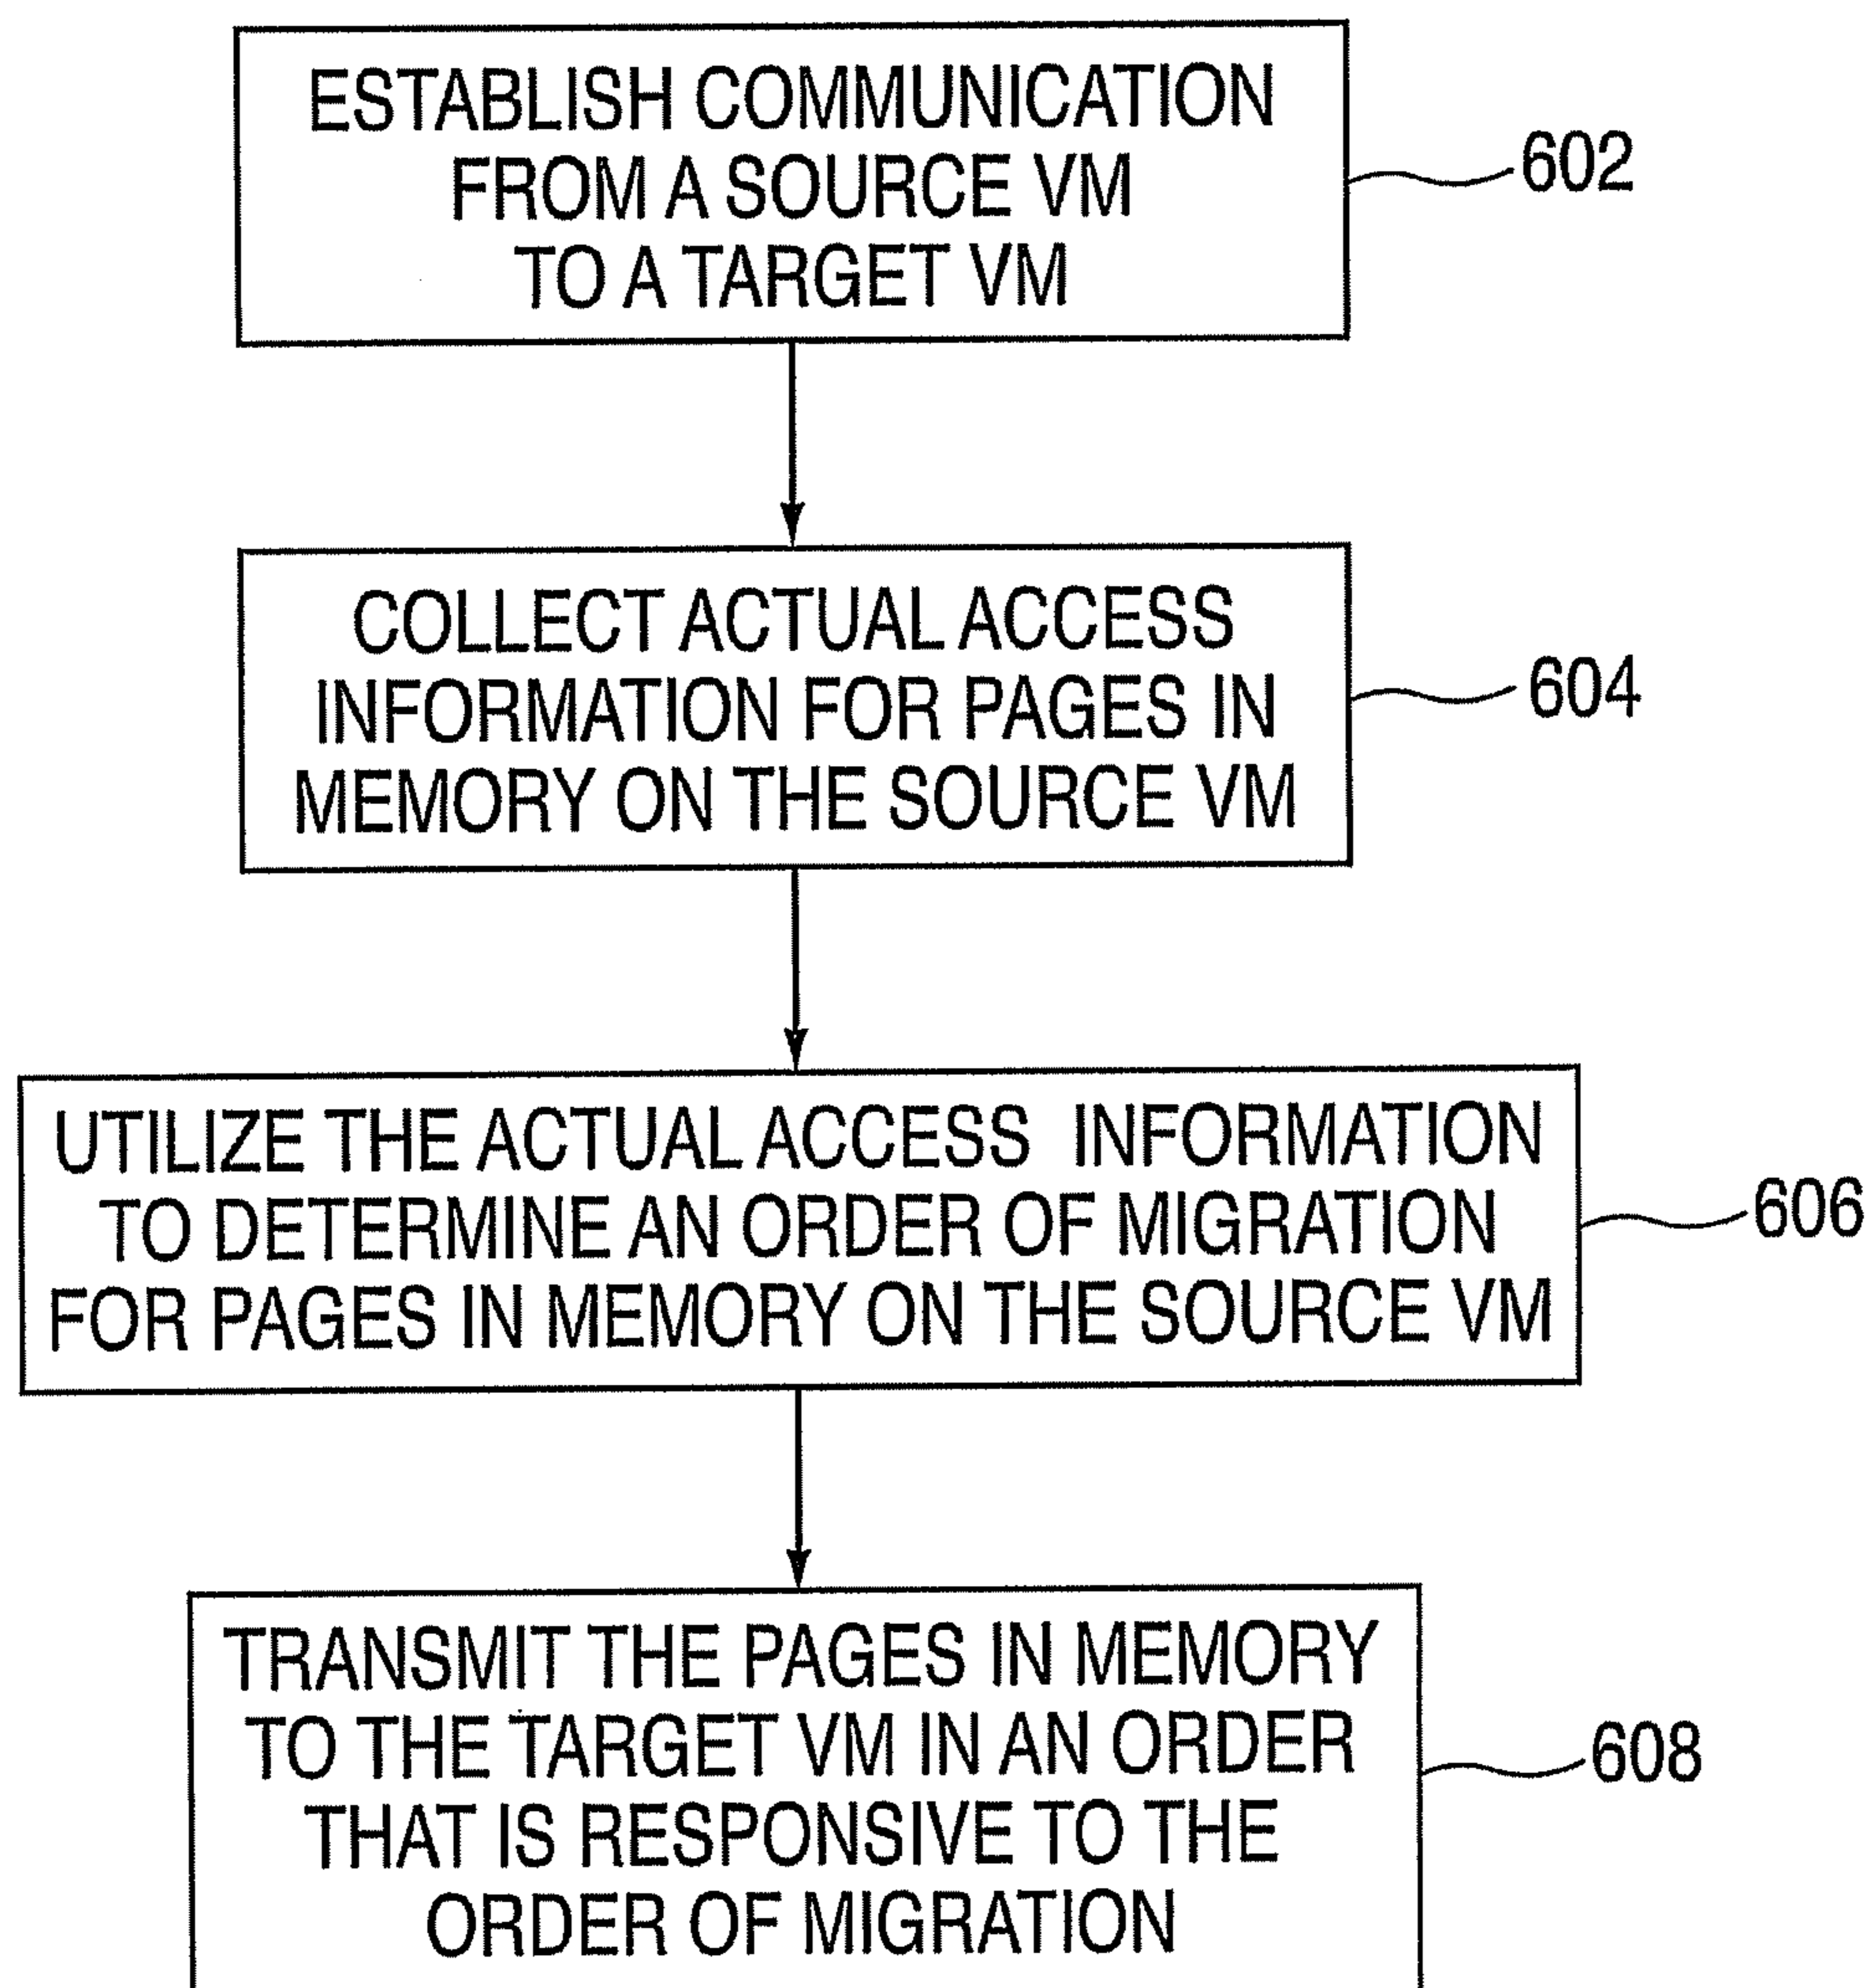 ESTABLISH COMMUNICATION
FROM A SOURCE VM
TO A TARGET VM
602
COLLECT ACTUAL ACCESS
INFORMATION FOR PAGES IN
MEMORY ON THE SOURCE VM
604
UTILIZE THE ACTUAL ACCESS INFORMATION
TO DETERMINE AN ORDER OF MIGRATION
FOR PAGES IN MEMORY ON THE SOURCE VM
606
TRANSMIT THE PAGES IN MEMORY
TO THE TARGET VM IN AN ORDER
THAT IS RESPONSIVE TO THE
ORDER OF MIGRATION
608